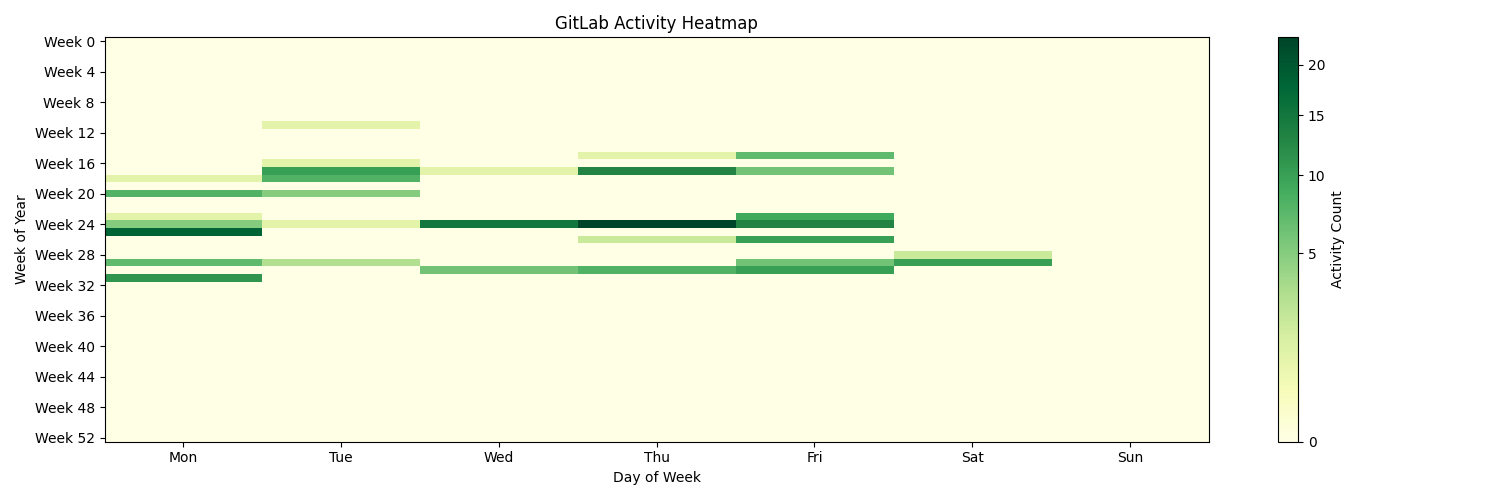 GitLab Activity Heatmap
Week of Year
Week 0
Week 4
Week 8
Week 12
Week 16
Week 20
Week 24
Week 28
Week 32
Week 36
Week 40
Week 44
Week 48
Week 52
Mon Tue Wed Thu Fri Sat Sun
Day of Week
20
15
10
5
0
Activity Count